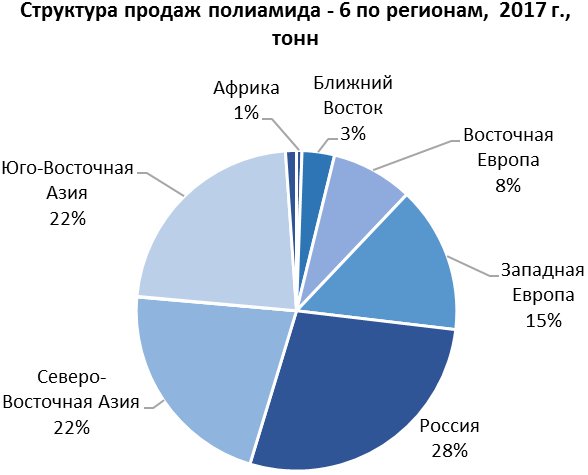 Структура продаж полиамида - 6 по регионам, 2017 г.,
тонн
Африка
1%
Ближний
Восток
3%
Восточная
Европа
8%
Западная
Европа
15%
Россия
28%
Северо-
Восточная Азия
22%
Юго-Восточная
Азия
22%